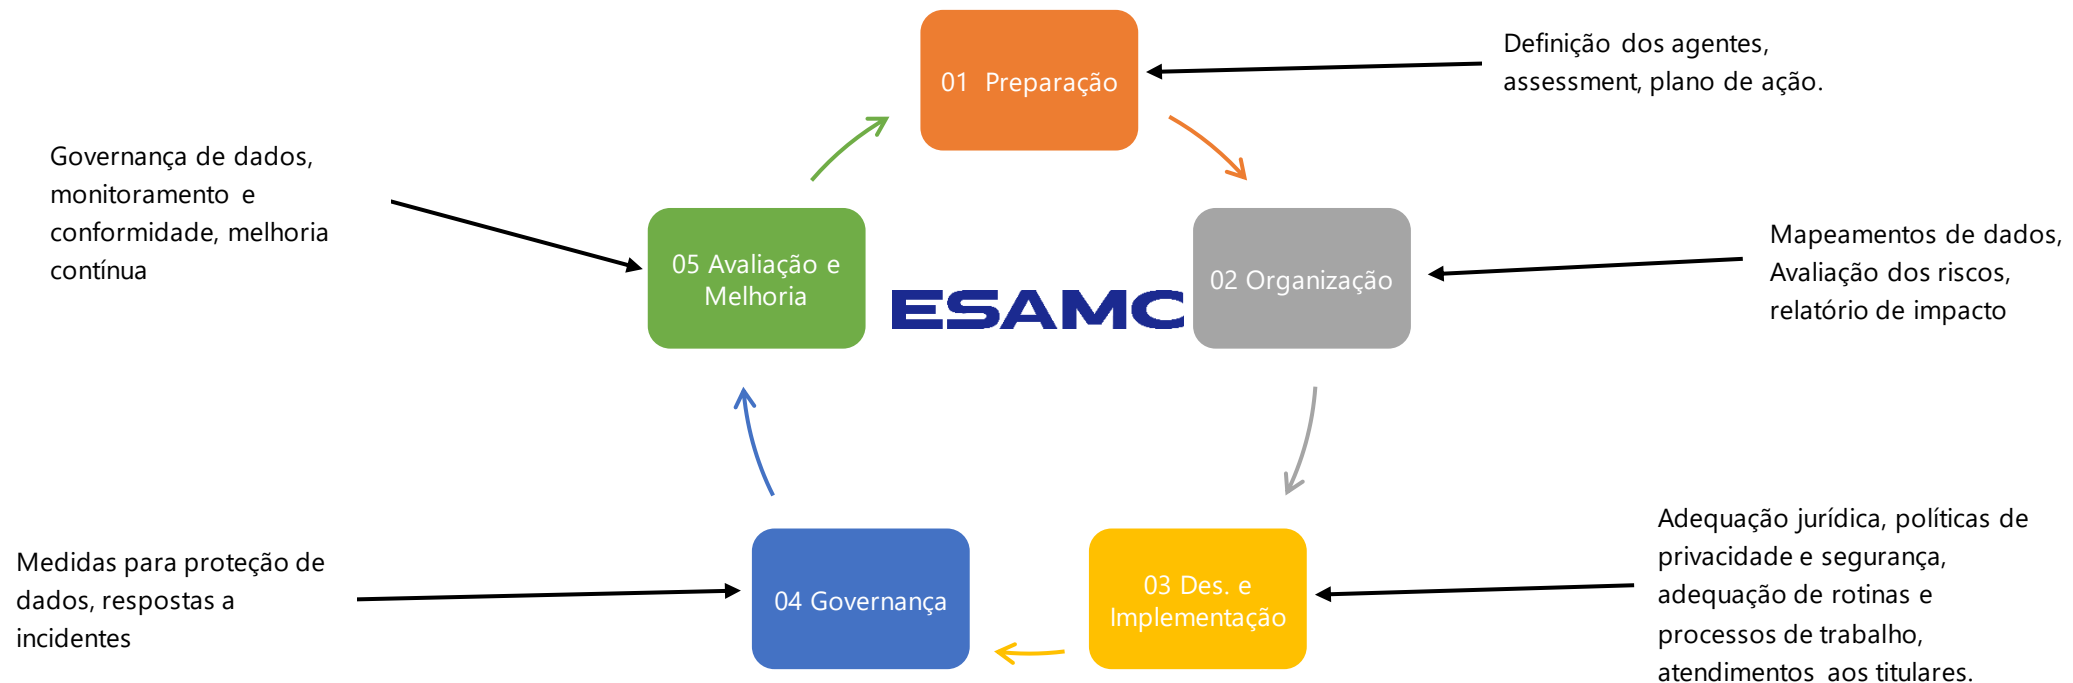 01 Preparação
Definição dos agentes,
assessment, plano de ação.
Governança de dados,
monitoramento e
conformidade, melhoria
contínua
05 Avaliação e
Melhoria
ESAMC
02 Organização
Mapeamentos de dados,
Avaliação dos riscos,
relatório de impacto
Medidas para proteção de
dados, respostas a
incidentes
04 Governança
03 Des. e
Implementação
Adequação jurídica, políticas de
privacidade e segurança,
adequação de rotinas e
processos de trabalho,
atendimentos aos titulares.